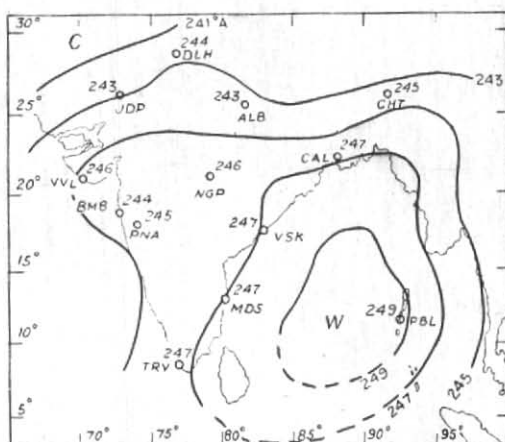 30°
C
241°A
244
DLH
243
JDP
243
ALB
245
CHT
243
25°
247
CAL
246
VVL
246
NGP
20°
BMB
244
245
PNA
247
VSK
15°
247
MDS
W
249
PBL
10°
247
TRV
249
247
245
5°
70°
75°
80°
85°
90°
95°